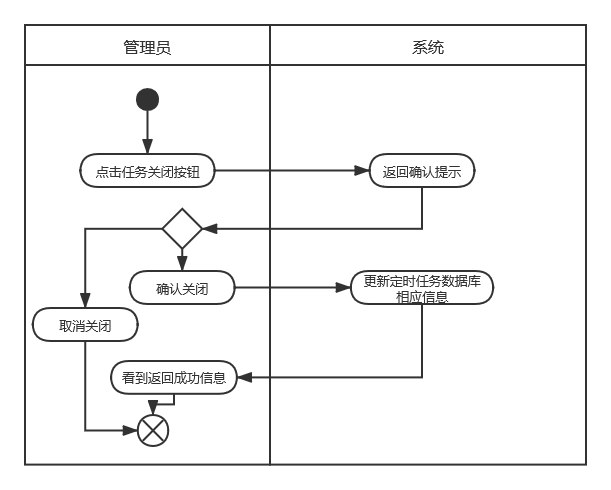 管理员
系统
点击任务关闭按钮
返回确认提示
确认关闭
更新定时任务数据库
相应信息
取消关闭
看到返回成功信息